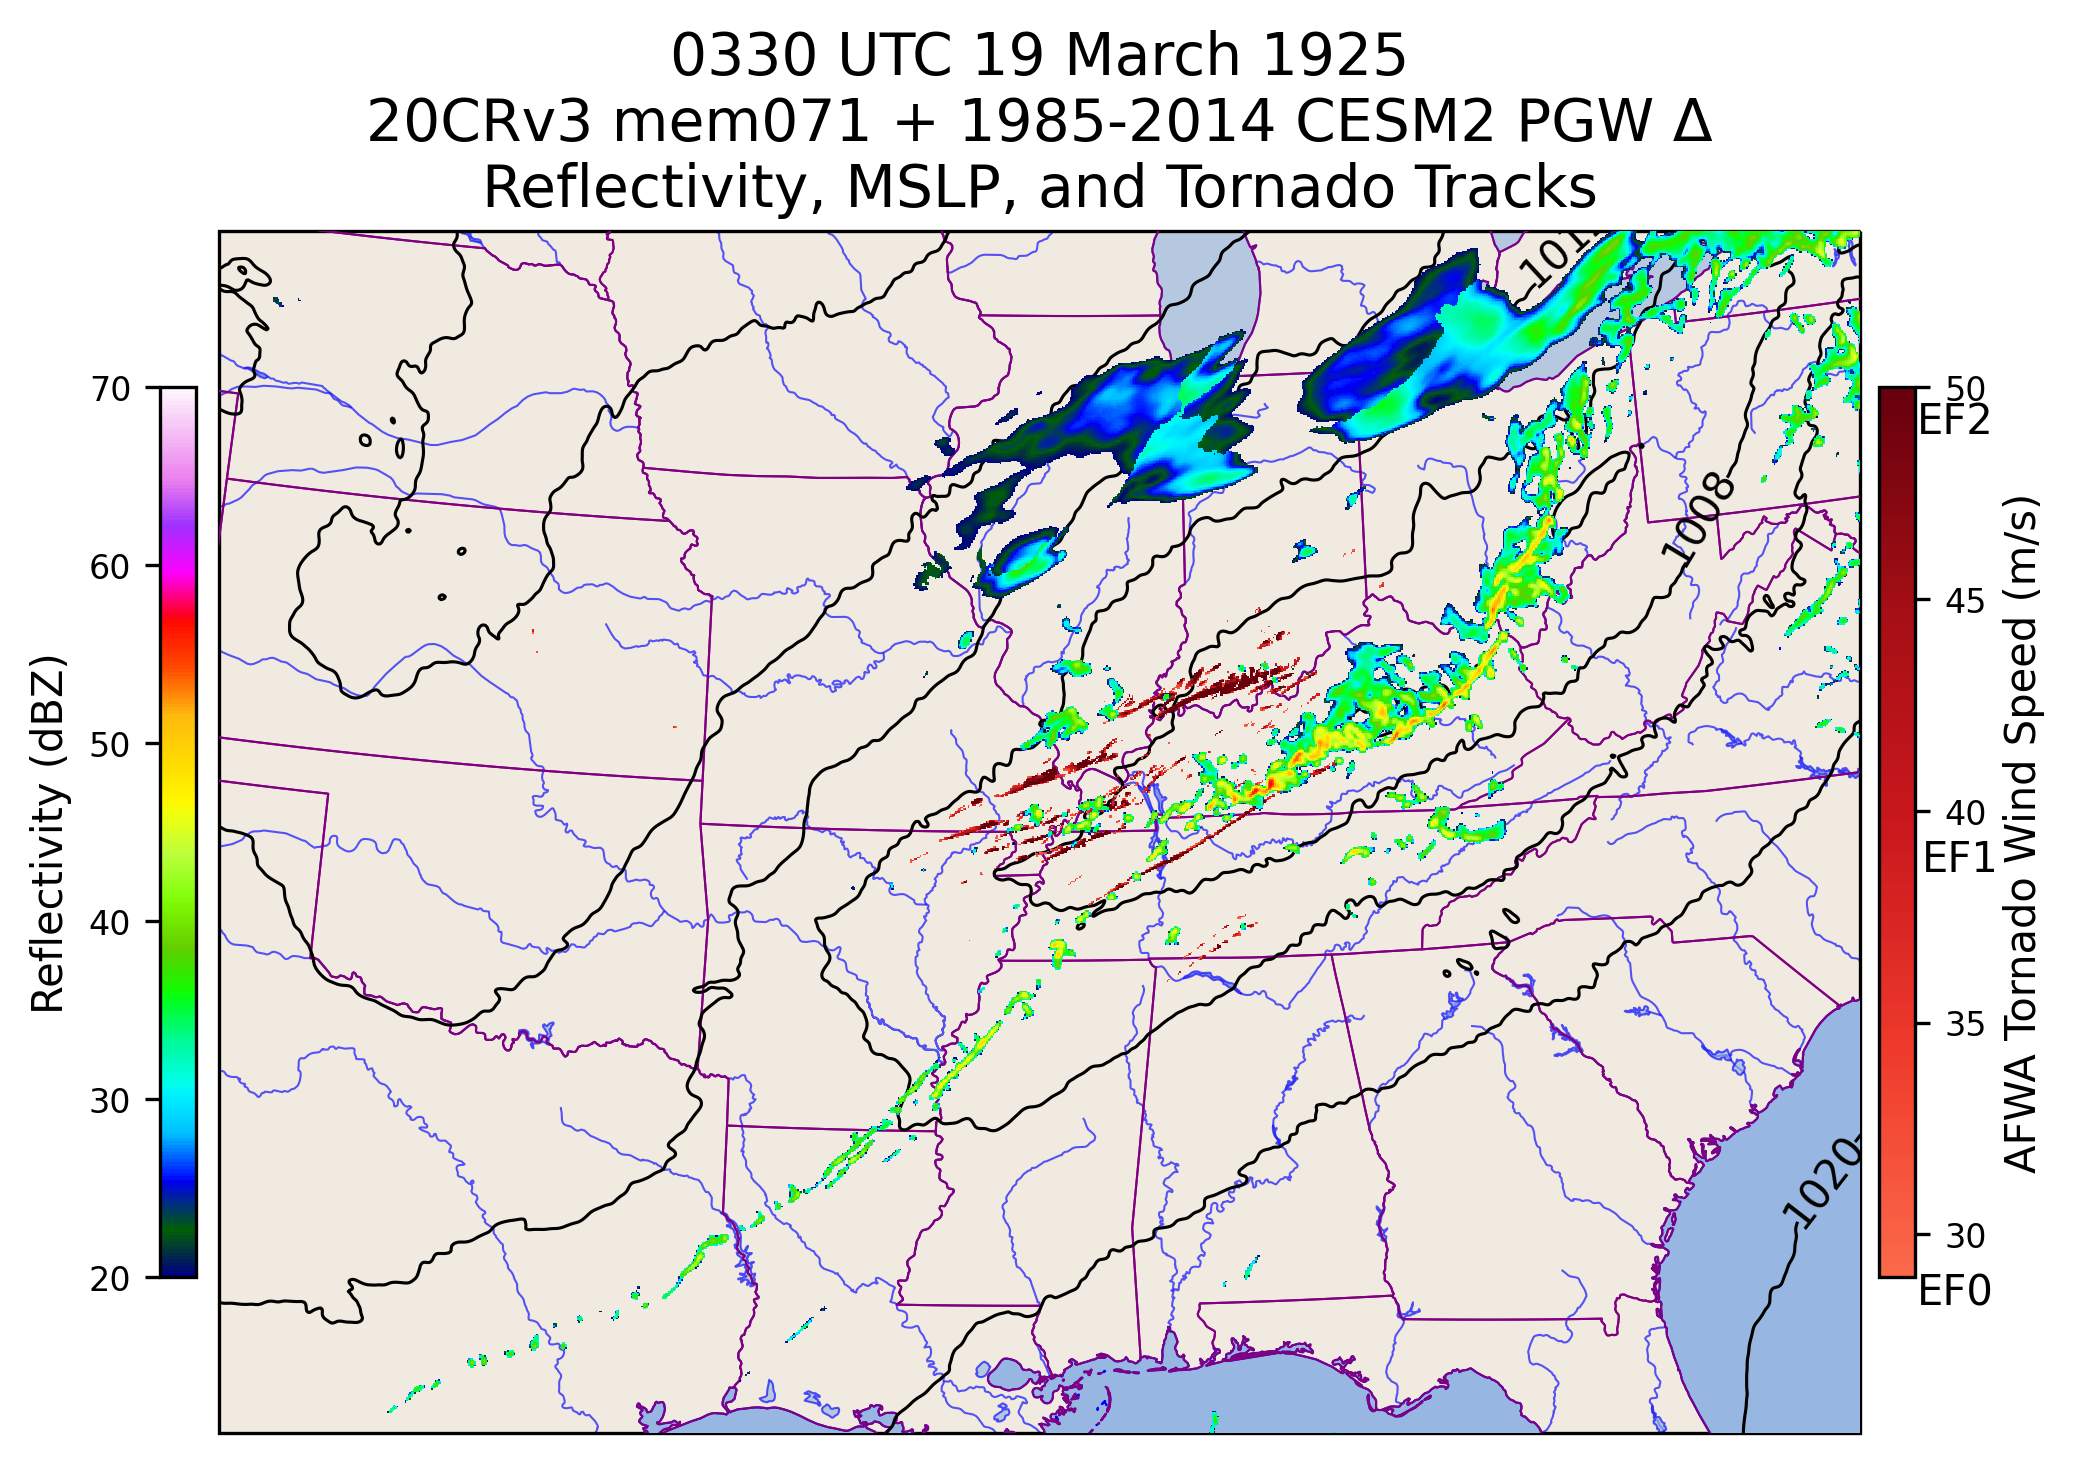 0330 UTC 19 March 1925
20CRv3 mem071 + 1985-2014 CESM2 PGW Δ
Reflectivity, MSLP, and Tornado Tracks
Reflectivity (dBZ)
70
60
50
40
30
20
1008
1020
50
EF2
45
40
EF1
35
30
EF0
AFWA Tornado Wind Speed (m/s)